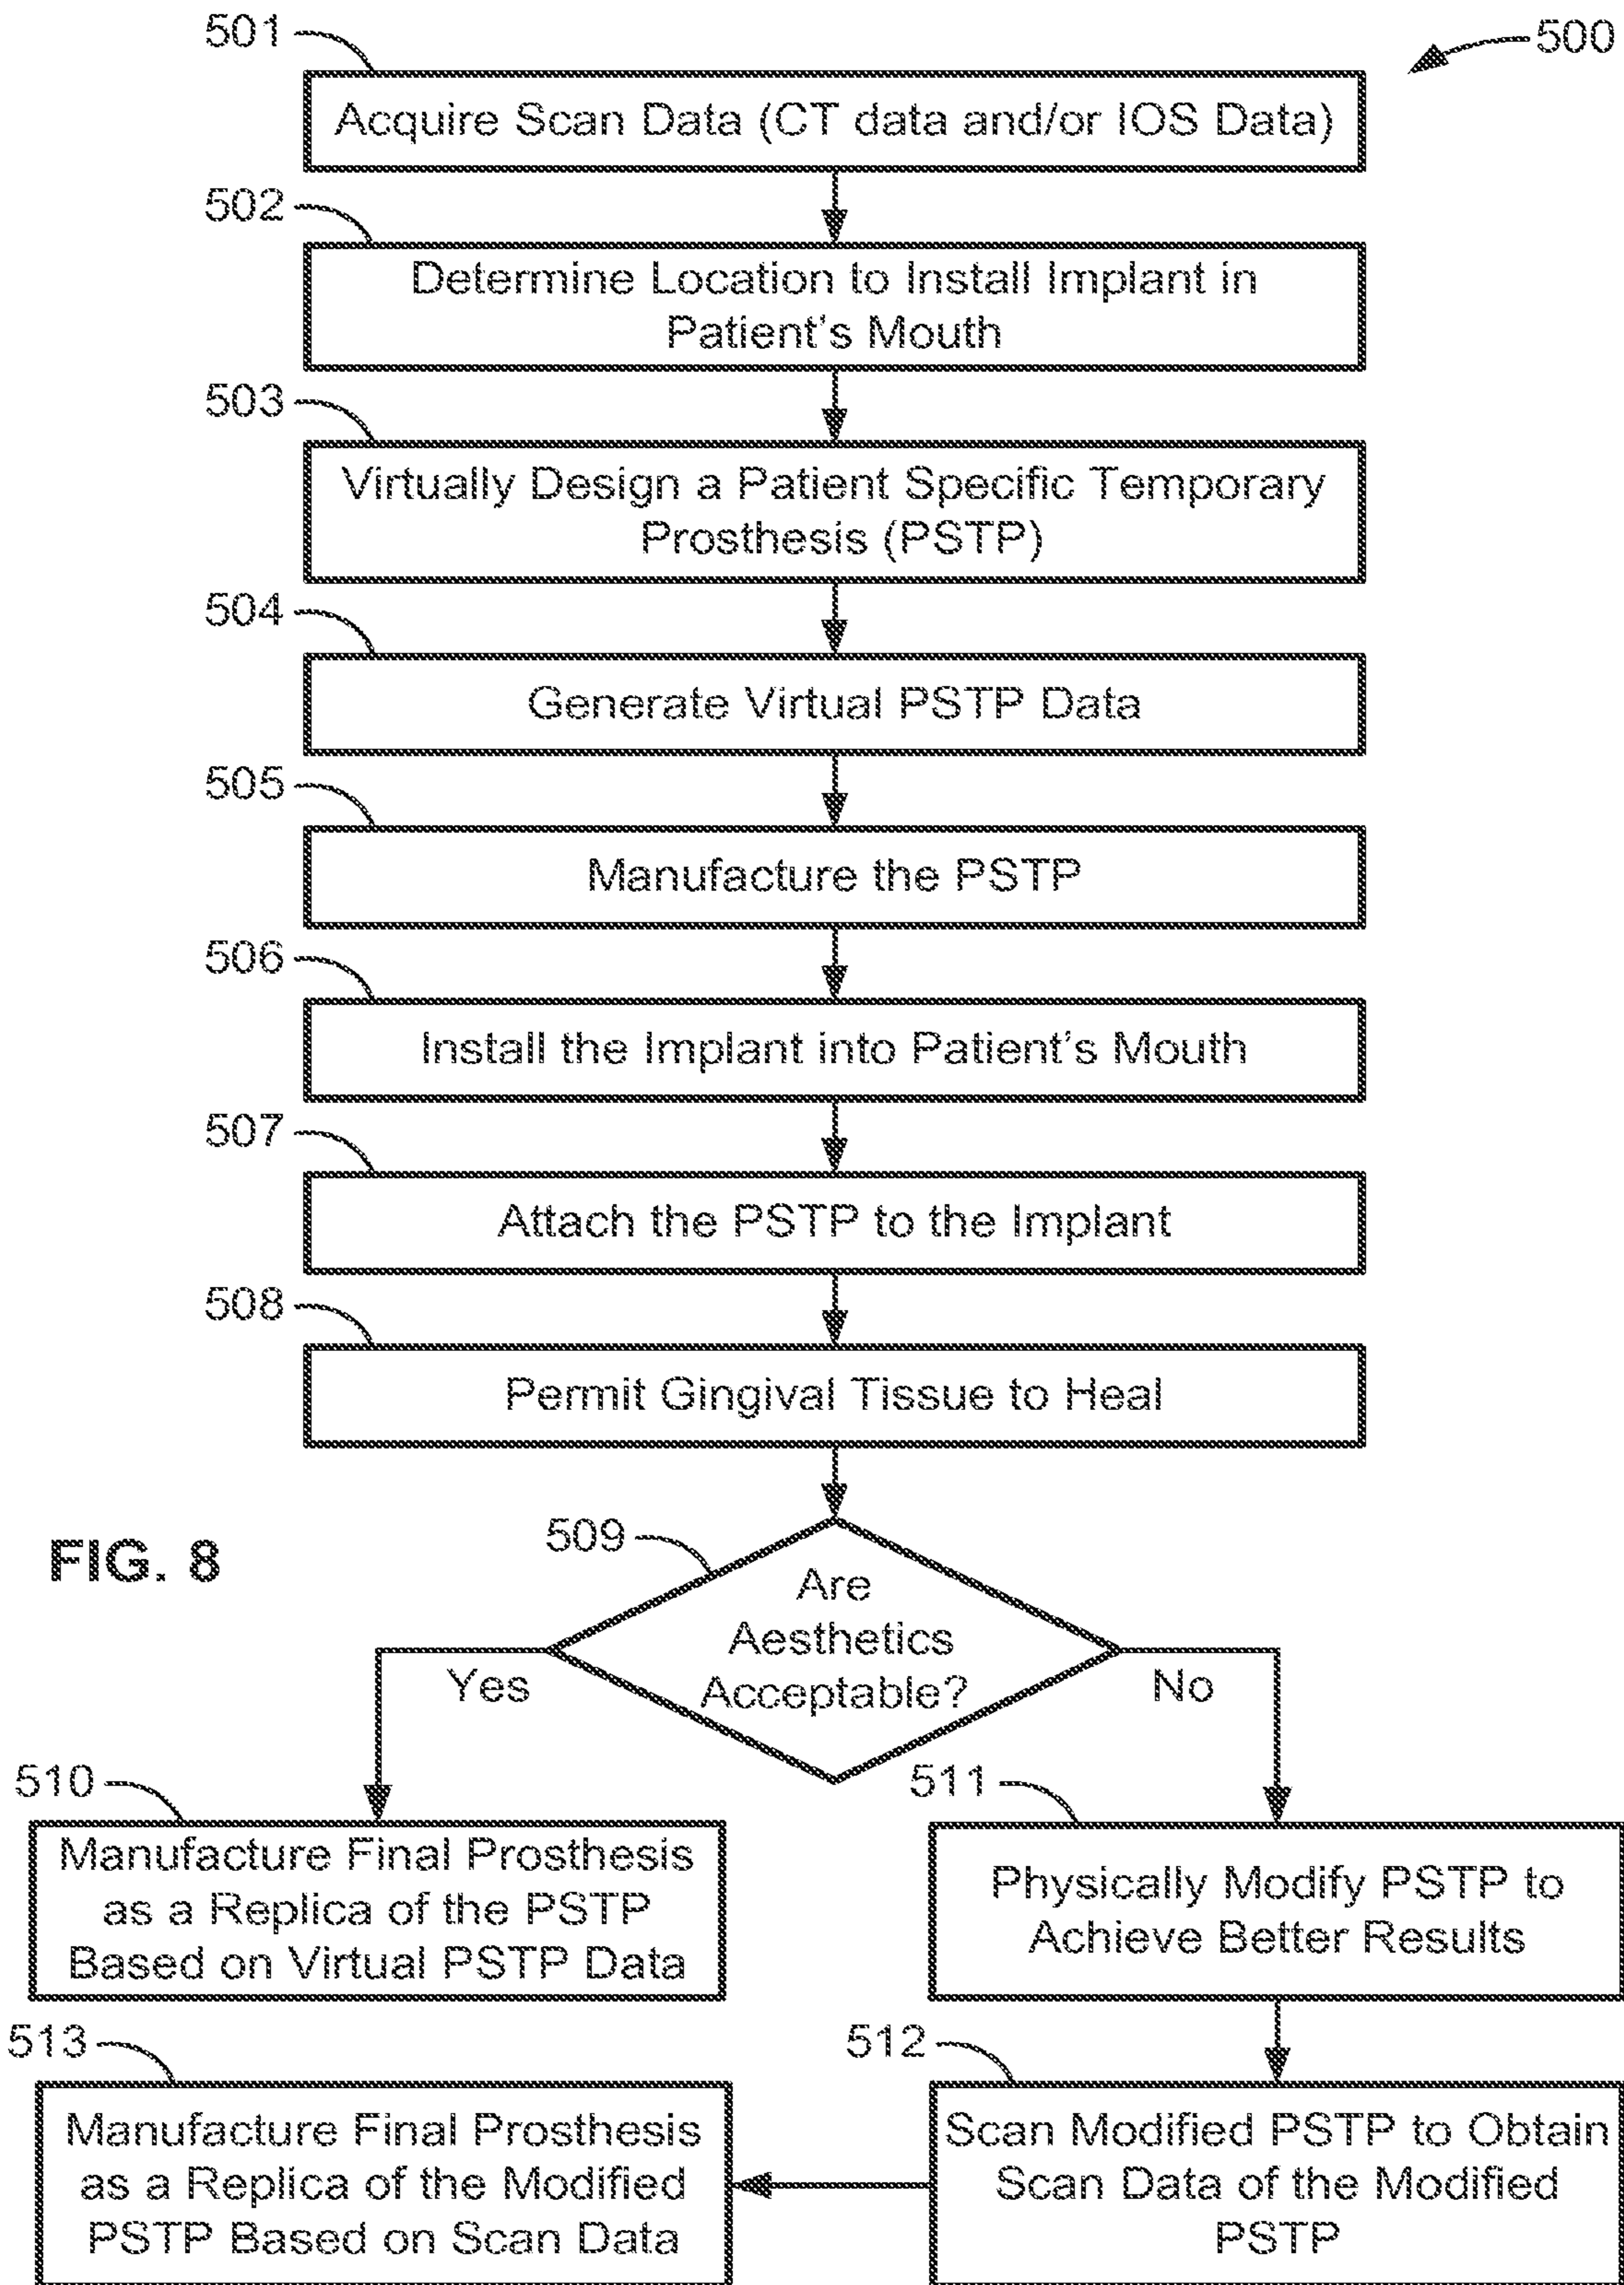 501
500
Acquire Scan Data (CT data and/or IOS Data)
502
Determine Location to Install Implant in
Patient's Mouth
503
Virtually Design a Patient Specific Temporary
Prosthesis (PSTP)
504
Generate Virtual PSTP Data
505
Manufacture the PSTP
506
Install the Implant into Patient's Mouth
507
Attach the PSTP to the Implant
508
Permit Gingival Tissue to Heal
FIG. 8
509
Are
Aesthetics
Acceptable?
Yes
No
510
Manufacture Final Prosthesis
as a Replica of the PSTP
Based on Virtual PSTP Data
511
Physically Modify PSTP to
Achieve Better Results
512
Scan Modified PSTP to Obtain
Scan Data of the Modified
PSTP
513
Manufacture Final Prosthesis
as a Replica of the Modified
PSTP Based on Scan Data